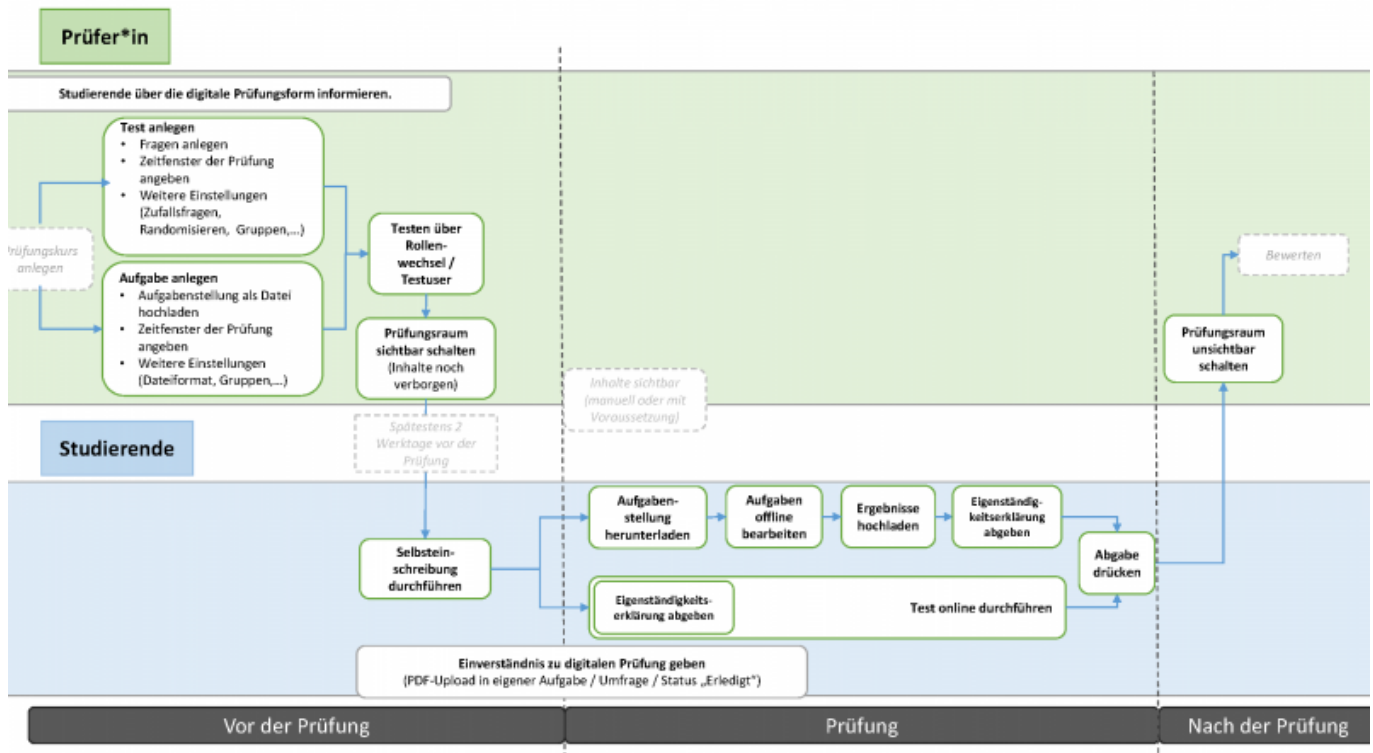 Prüfer*in
Studierende über die digitale Prüfungsform informieren.
Test anlegen
• Fragen anlegen
• Zeitfenster der Prüfung
angeben
• Weitere Einstellungen
(Zufallsfragen,
Randomisieren, Gruppen,...)
Prüfungskurs
anlegen
Aufgabe anlegen
• Aufgabenstellung als Datei
hochladen
• Zeitfenster der Prüfung
angeben
• Weitere Einstellungen
(Dateiformat, Gruppen,...)
Testen über
Rollen-
wechsel /
Testuser
Prüfungsraum
sichtbar schalten
(Inhalte noch
verborgen)
Inhalte sichtbar
(manuell oder mit
Voraussetzung)
Bewerten
Prüfungsraum
unsichtbar
schalten
Studierende
Spätestens 2
Werktage vor der
Prüfung
Selbstein-
schreibung
durchführen
Aufgaben-
stellung
herunterladen
Aufgaben
offline
bearbeiten
Ergebnisse
hochladen
Eigenständig-
keitserklärung
abgeben
Abgabe
drücken
Eigenständigkeits-
erklärung abgeben
Test online durchführen
Einverständnis zu digitalen Prüfung geben
(PDF-Upload in eigener Aufgabe / Umfrage / Status „Erledigt“)
Vor der Prüfung
Prüfung
Nach der Prüfung